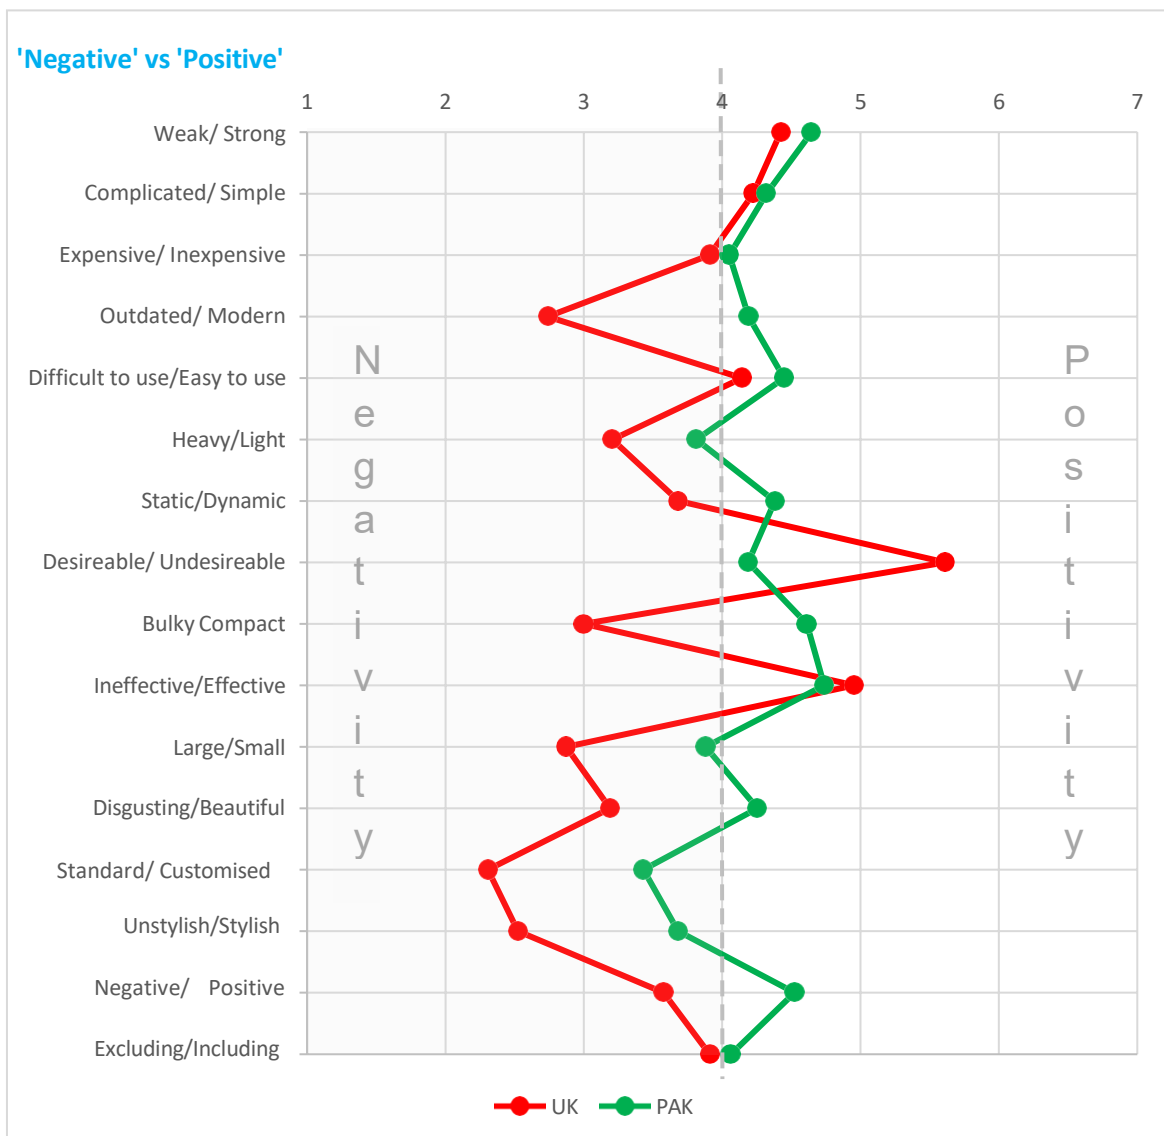 'Negative' vs 'Positive'
1 2 3 4 5 6 7
Weak/ Strong
Complicated/ Simple
Expensive/ Inexpensive
Outdated/ Modern
Difficult to use/Easy to use
Heavy/Light
Static/Dynamic
Desireable/ Undesireable
Bulky Compact
Ineffective/Effective
Large/Small
Disgusting/Beautiful
Standard/ Customised
Unstylish/Stylish
Negative/ Positive
Excluding/Including
Negativity
Positivity
UK PAK